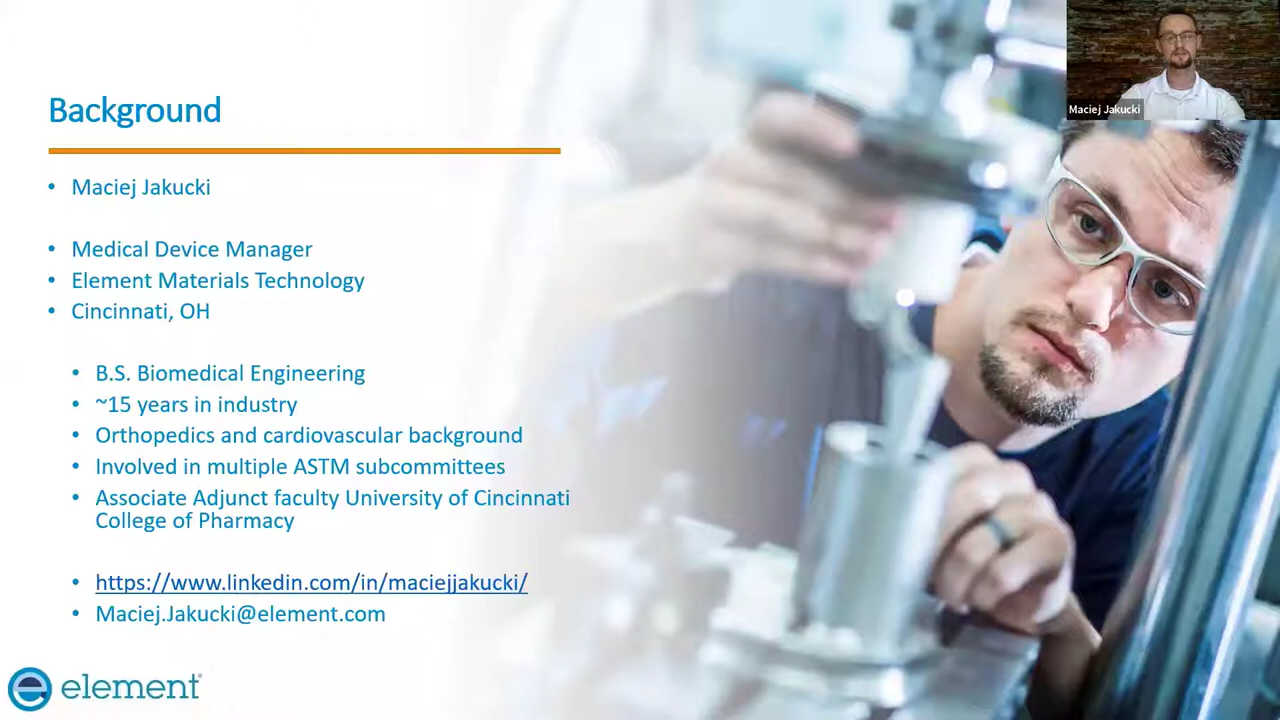 Background
• Maciej Jakucki
• Medical Device Manager
• Element Materials Technology
• Cincinnati, OH
• B.S. Biomedical Engineering
• ~15 years in industry
• Orthopedics and cardiovascular background
• Involved in multiple ASTM subcommittees
• Associate Adjunct faculty University of Cincinnati
College of Pharmacy
• https://www.linkedin.com/in/maciejjakucki/
• Maciej.Jakucki@element.com
element
Maciej Jakucki